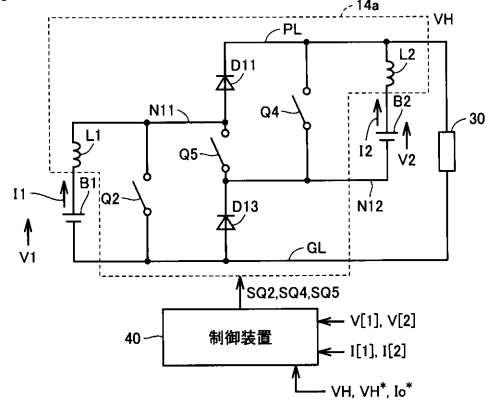 14a
PL
VH
D11
L2
N11
Q4
B2
30
L1
Q5
I2
V2
I1
B1
Q2
D13
N12
V1
GL
SQ2,SQ4,SQ5
40
制御装置
V[1], V[2]
I[1], I[2]
VH, VH*, Io*